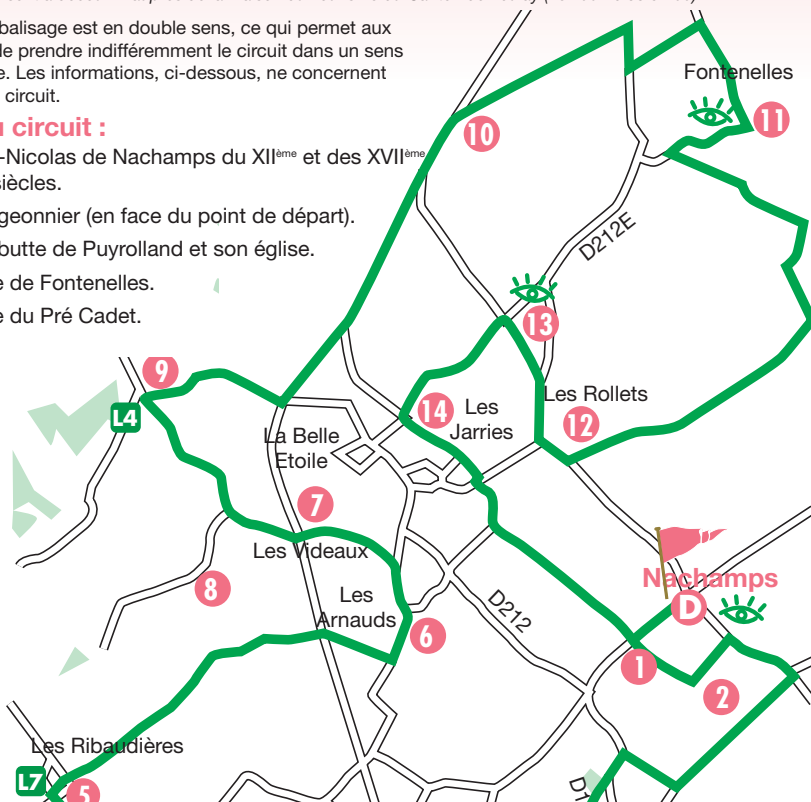 balisage est en double sens, ce qui permet aux
de prendre indifféremment le circuit dans un sens
e. Les informations, ci-dessous, ne concernent
circuit.
circuit :
-Nicolas de Nachamps du XIIème et des XVIIème
siècles.
geonnier (en face du point de départ).
butte de Puyrolland et son église.
e de Fontenelles.
e du Pré Cadet.
Fontenelles
11
10
D212E
13
9
L4
14
Les
Jarries
Les Rollets
12
La Belle
Etoile
7
Les Videaux
8
Les
Arnauds
6
D212
Nachamps
D
1
2
Les Ribaudières
L7
5
D1